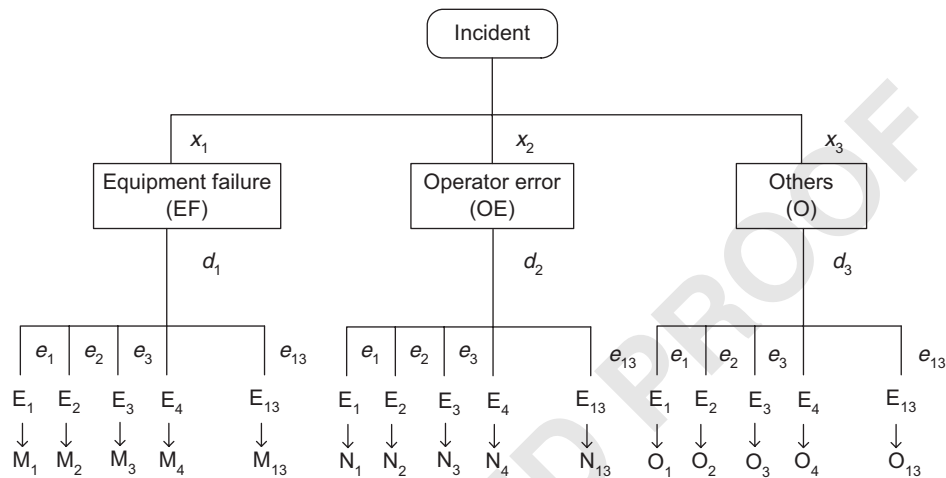 Incident
x₁ x₂ x₃
Equipment failure
(EF)
Operator error
(OE)
Others
(O)
d₁ d₂ d₃
e₁ e₂ e₃ e₁₃ e₁ e₂ e₃ e₁₃ e₁ e₂ e₃ e₁₃
E₁ E₂ E₃ E₄ E₁₃ E₁ E₂ E₃ E₄ E₁₃ E₁ E₂ E₃ E₄ E₁₃
M₁ M₂ M₃ M₄ M₁₃ N₁ N₂ N₃ N₄ N₁₃ O₁ O₂ O₃ O₄ O₁₃
D PROOF